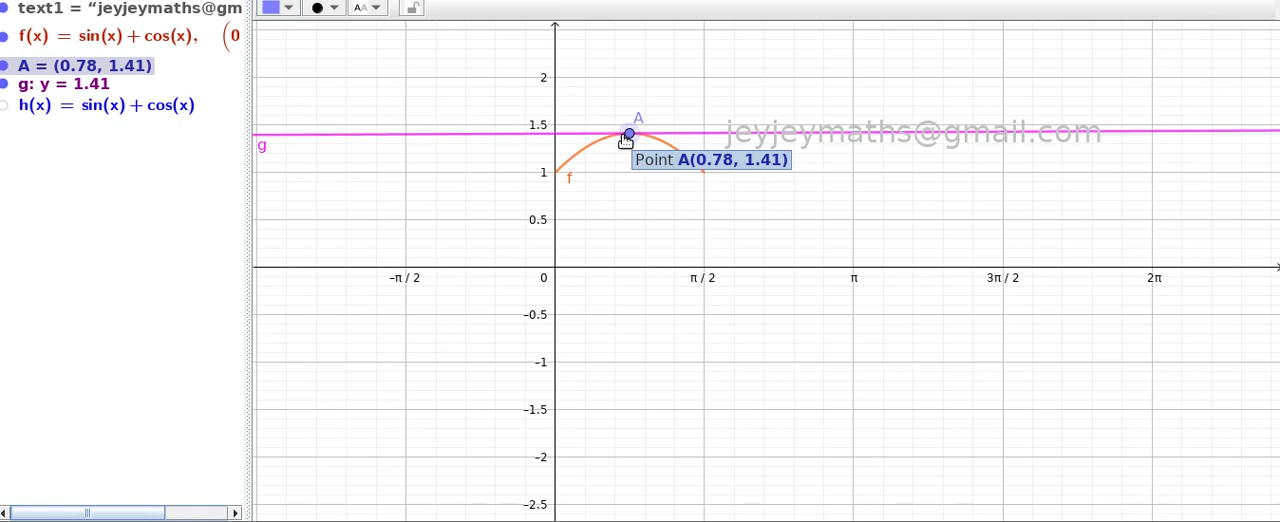 text1 = “jeyjeymaths@gm
f(x) = sin(x) + cos(x), (0
A = (0.78, 1.41)
g: y = 1.41
h(x) = sin(x) + cos(x)
AA
2
1.5
A
jeyjeymaths@gmail.com
g
Point A(0.78, 1.41)
1
f
0.5
–π / 2
0
π / 2
π
3π / 2
2π
–0.5
–1
–1.5
–2
–2.5